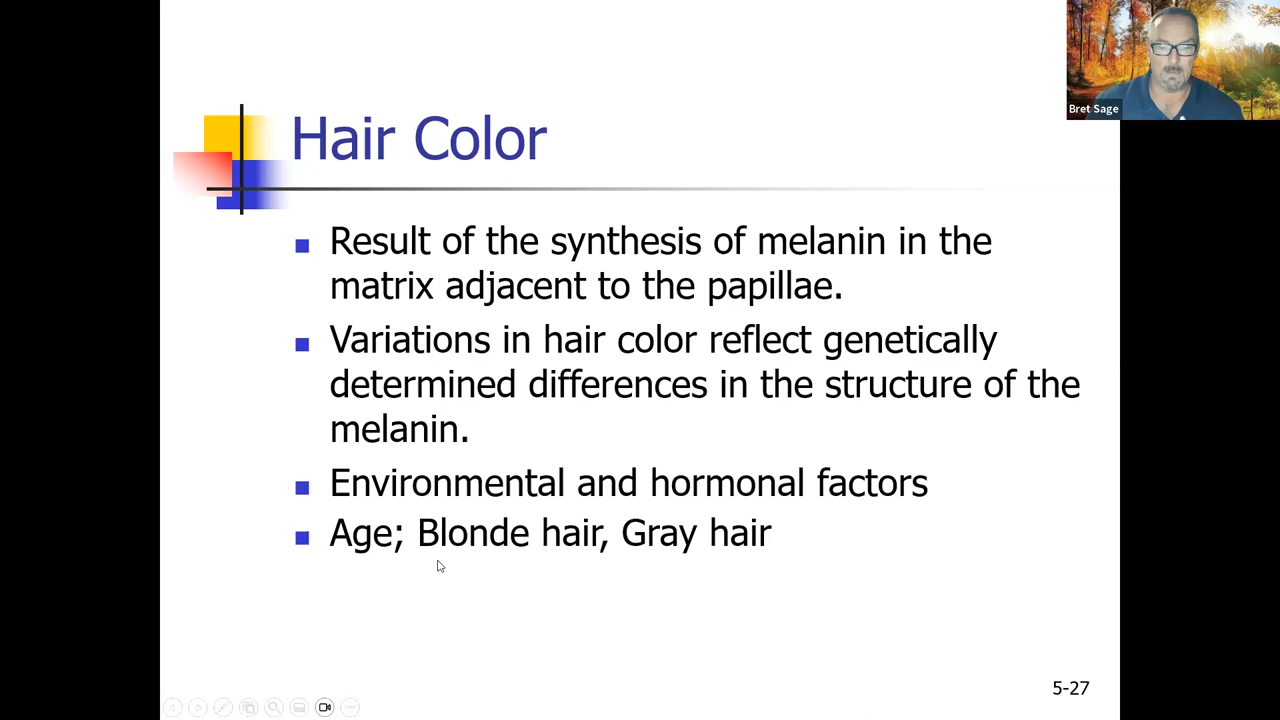 Bret Sage
Hair Color
Result of the synthesis of melanin in the
matrix adjacent to the papillae.
Variations in hair color reflect genetically
determined differences in the structure of the
melanin.
Environmental and hormonal factors
Age; Blonde hair, Gray hair
5-27